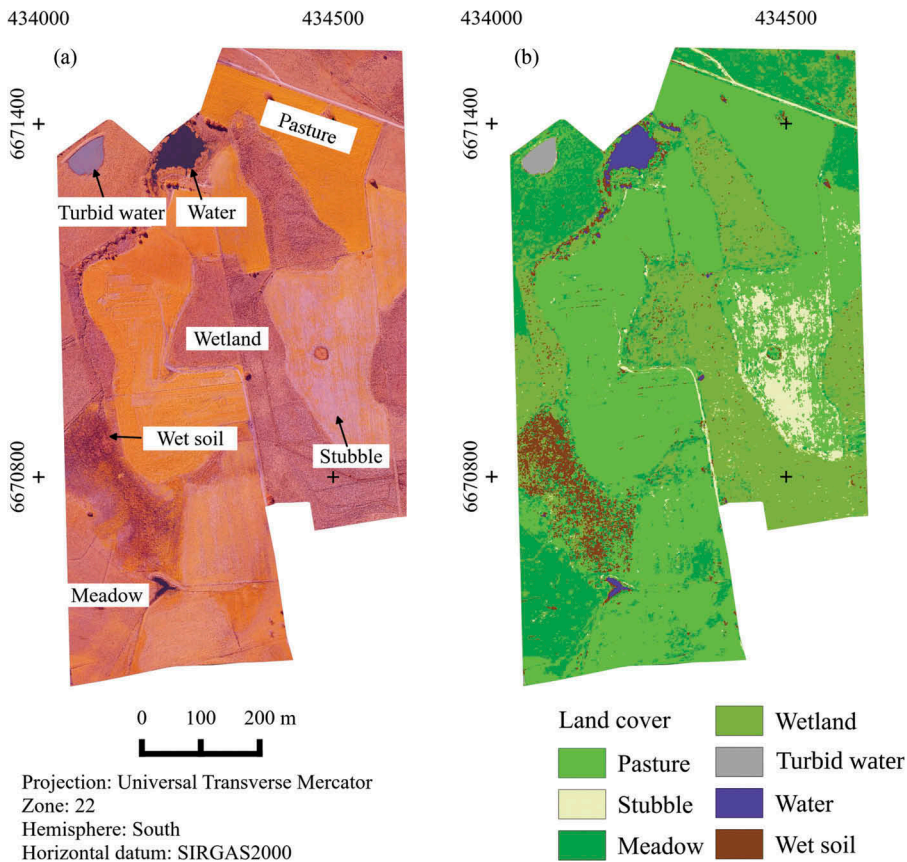 434000 434500 434000 434500
(a) (b)
6671400 6671400
Pasture
Turbid water Water
Wetland
Wet soil
Stubble
6670800 6670800
Meadow
0 100 200 m
Projection: Universal Transverse Mercator
Zone: 22
Hemisphere: South
Horizontal datum: SIRGAS2000
Land cover
Pasture
Stubble
Meadow
Wetland
Turbid water
Water
Wet soil